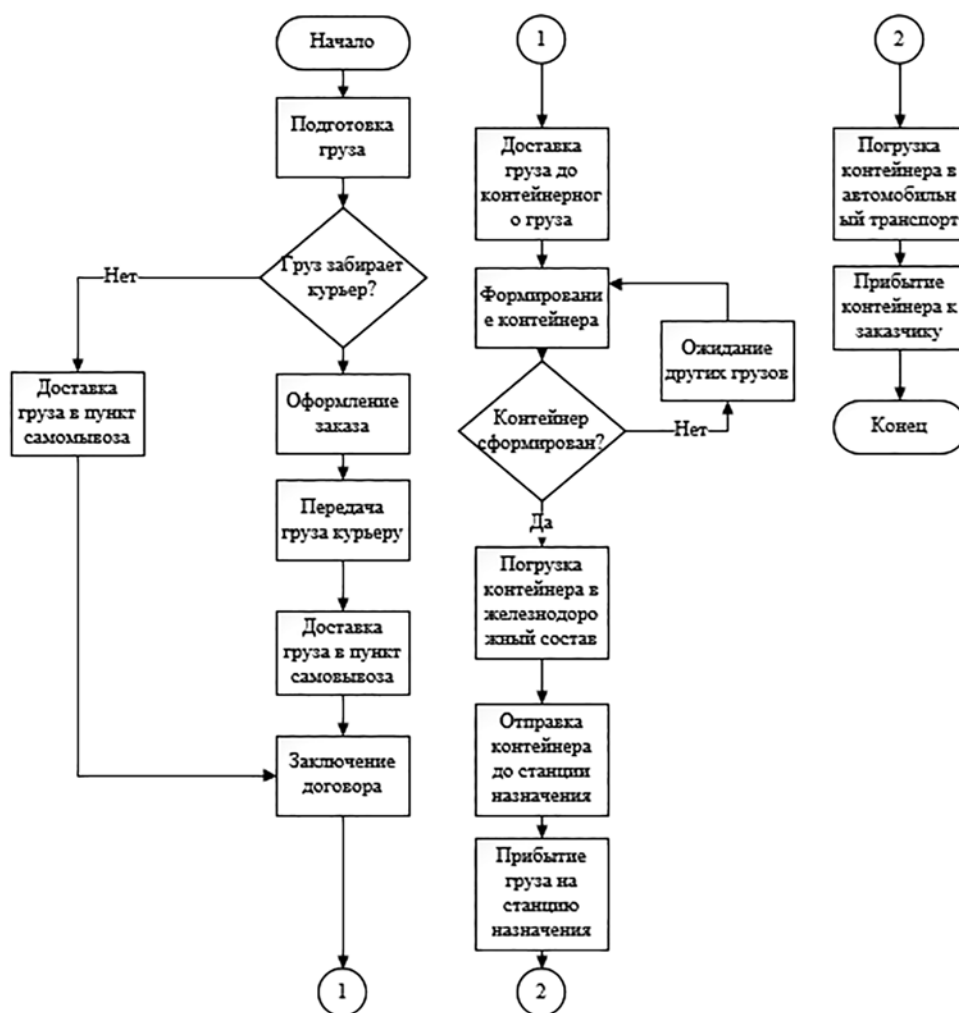 Начало
Подготовка
груза
Груз забирает
курьер?
Нет
Доставка
груза в пункт
самомывоза
Оформление
заказа
Передача
груза курьеру
Доставка
груза в пункт
самовывоза
Заключение
договора
1
1
Доставка
груза до
контейнерног
о груза
Формировани
е контейнера
Ожидание
других грузов
Контейнер
сформирован?
Нет
Да
Погрузка
контейнера в
железнодоро
жный состав
Отправка
контейнера
до станции
назначения
Прибытие
груза на
станцию
назначения
2
2
Погрузка
контейнера в
автомобильн
ый транспорт
Прибытие
контейнера к
заказчику
Конец